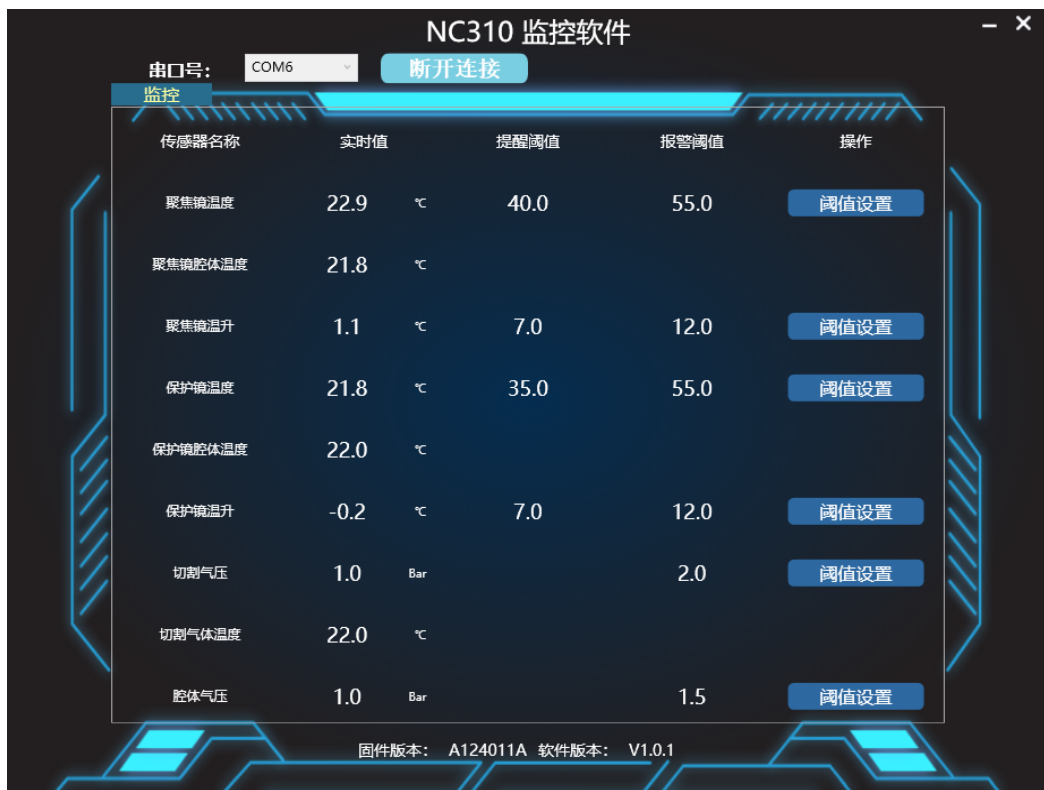 NC310 监控软件
串口号: COM6 断开连接
监控
传感器名称 实时值 提醒阈值 报警阈值 操作
聚焦镜温度 22.9 ℃ 40.0 55.0 阈值设置
聚焦镜腔体温度 21.8 ℃
聚焦镜温升 1.1 ℃ 7.0 12.0 阈值设置
保护镜温度 21.8 ℃ 35.0 55.0 阈值设置
保护镜腔体温度 22.0 ℃
保护镜温升 -0.2 ℃ 7.0 12.0 阈值设置
切割气压 1.0 Bar 2.0 阈值设置
切割气体温度 22.0 ℃
腔体气压 1.0 Bar 1.5 阈值设置
固件版本: A124011A 软件版本: V1.0.1